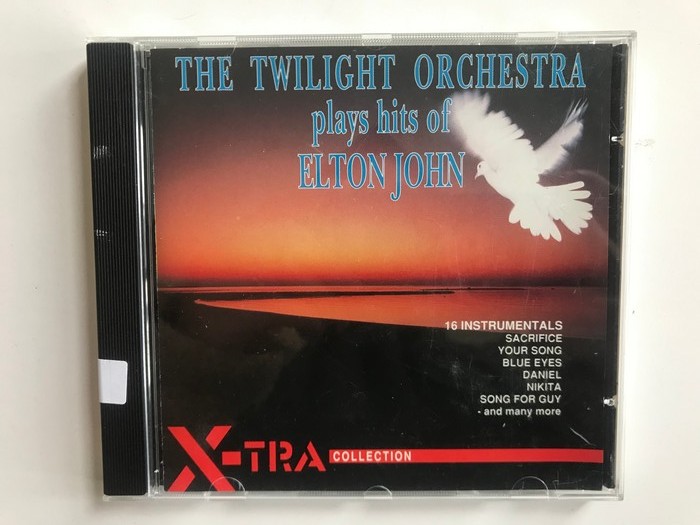 THE TWILIGHT ORCHESTRA
plays hits of
ELTON JOHN
16 INSTRUMENTALS
SACRIFICE
YOUR SONG
BLUE EYES
DANIEL
NIKITA
SONG FOR GUY
- and many more
X-TRA COLLECTION